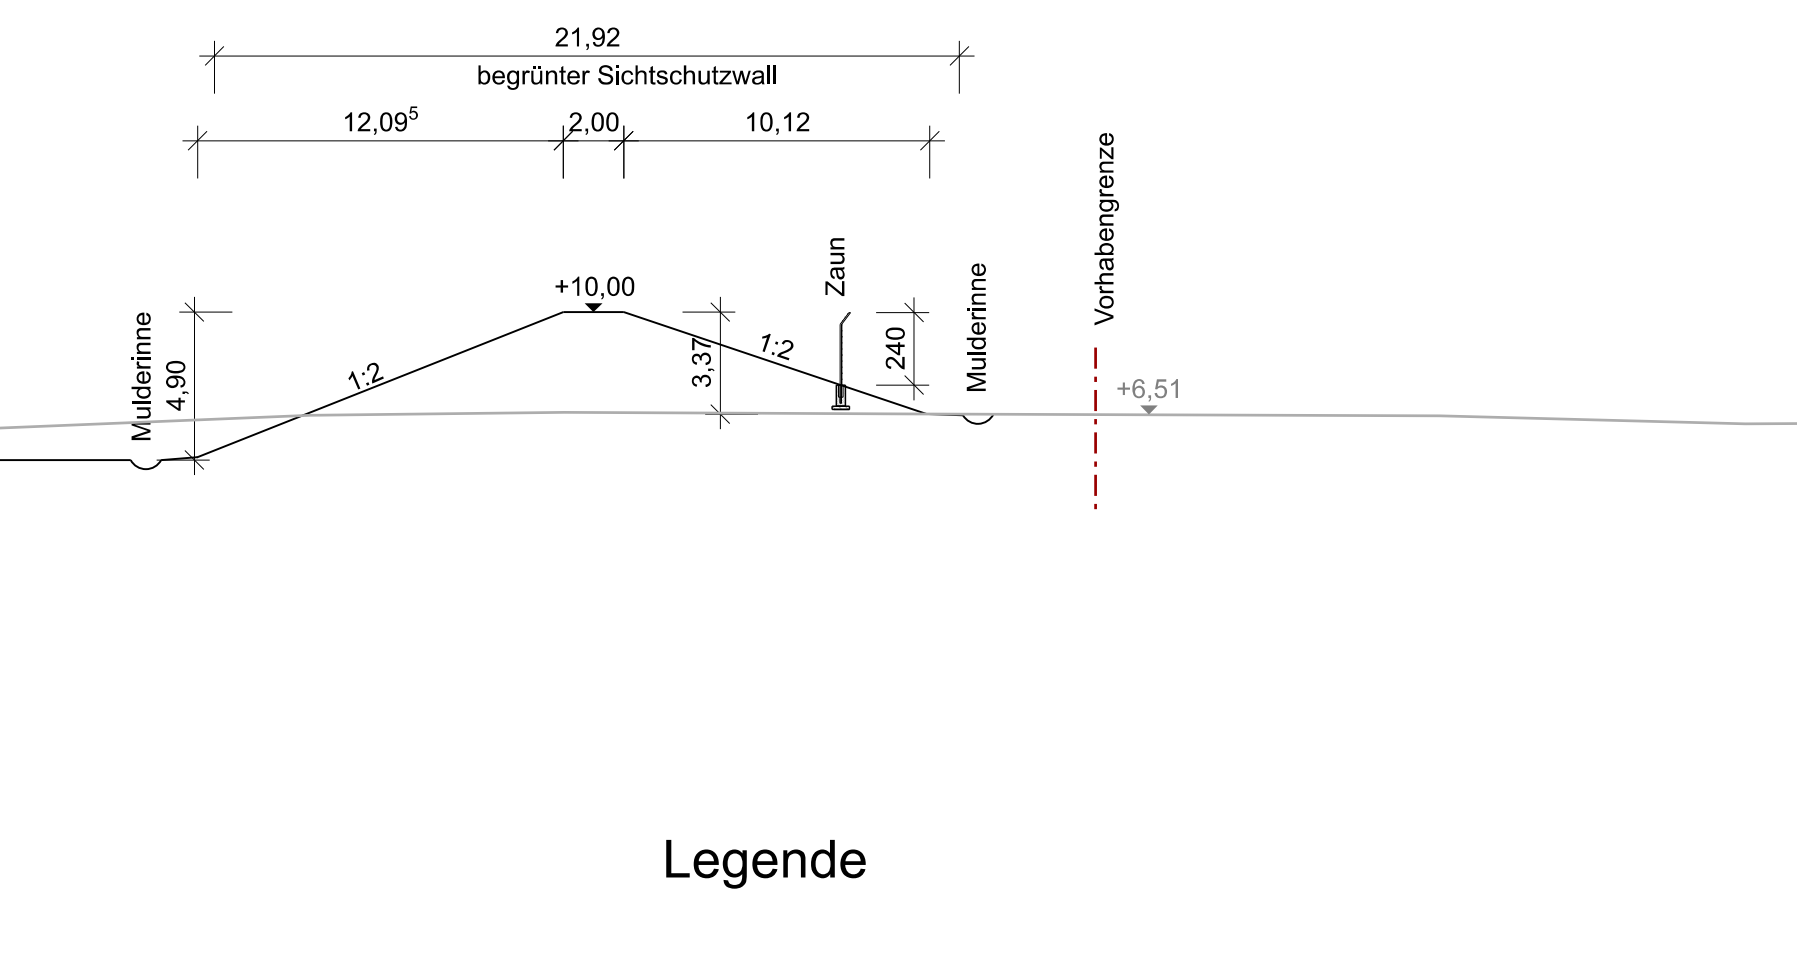 21,92
begrünter Sichtschutzwall
12,09⁵
2,00
10,12
Vorhabengrenze
Zaun
Mulderinne
+10,00
Mulderinne
4,90
1:2
3,37
1:2
240
+6,51
Legende